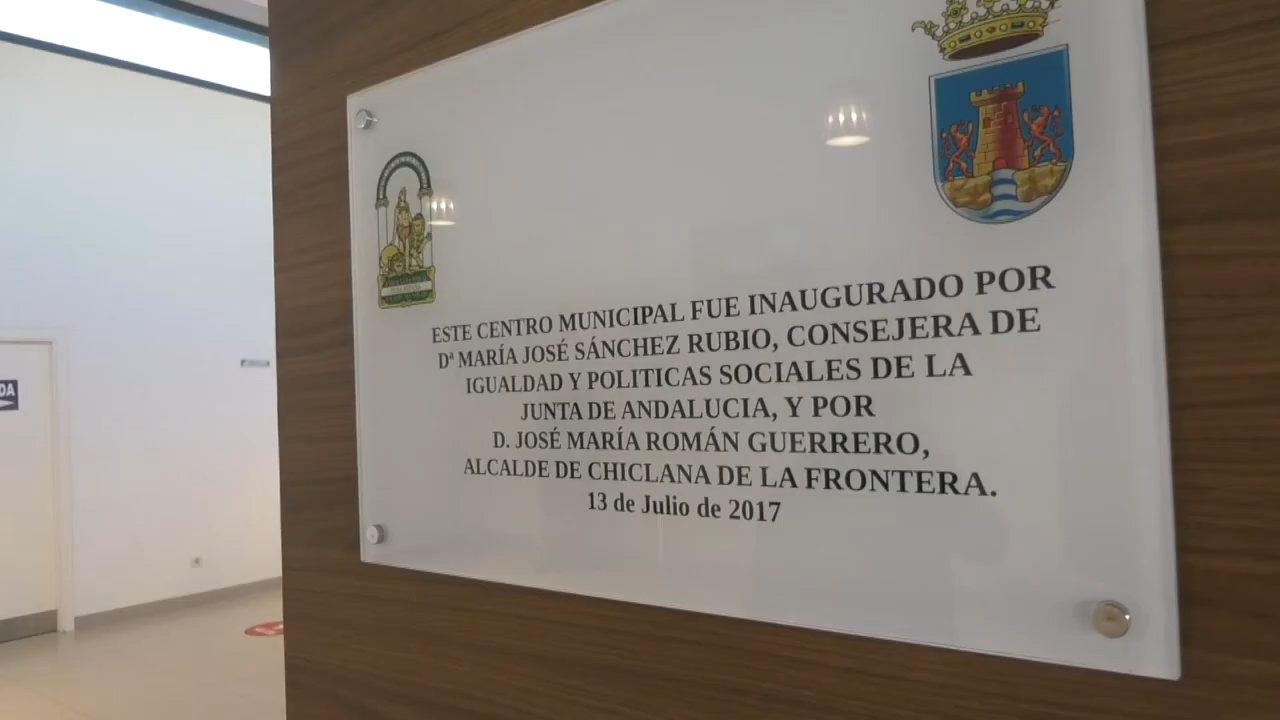 ESTE CENTRO MUNICIPAL FUE INAUGURADO POR
Dª MARÍA JOSÉ SÁNCHEZ RUBIO, CONSEJERA DE
IGUALDAD Y POLITICAS SOCIALES DE LA
JUNTA DE ANDALUCIA, Y POR
D. JOSÉ MARÍA ROMÁN GUERRERO,
ALCALDE DE CHICLANA DE LA FRONTERA.
13 de Julio de 2017